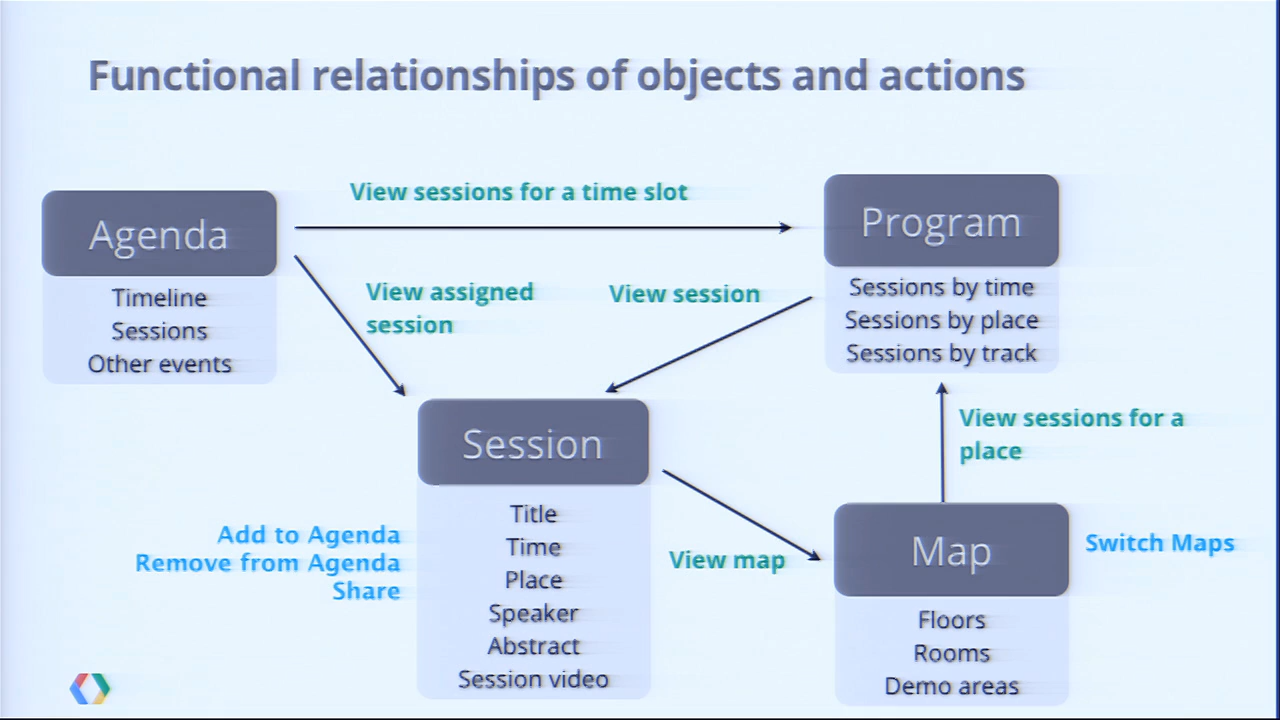 Functional relationships of objects and actions
Agenda
Timeline
Sessions
Other events
View sessions for a time slot
Program
Sessions by time
Sessions by place
Sessions by track
View assigned
session
View session
Session
Title
Time
Place
Speaker
Abstract
Session video
Add to Agenda
Remove from Agenda
Share
View map
View sessions for a
place
Map
Floors
Rooms
Demo areas
Switch Maps